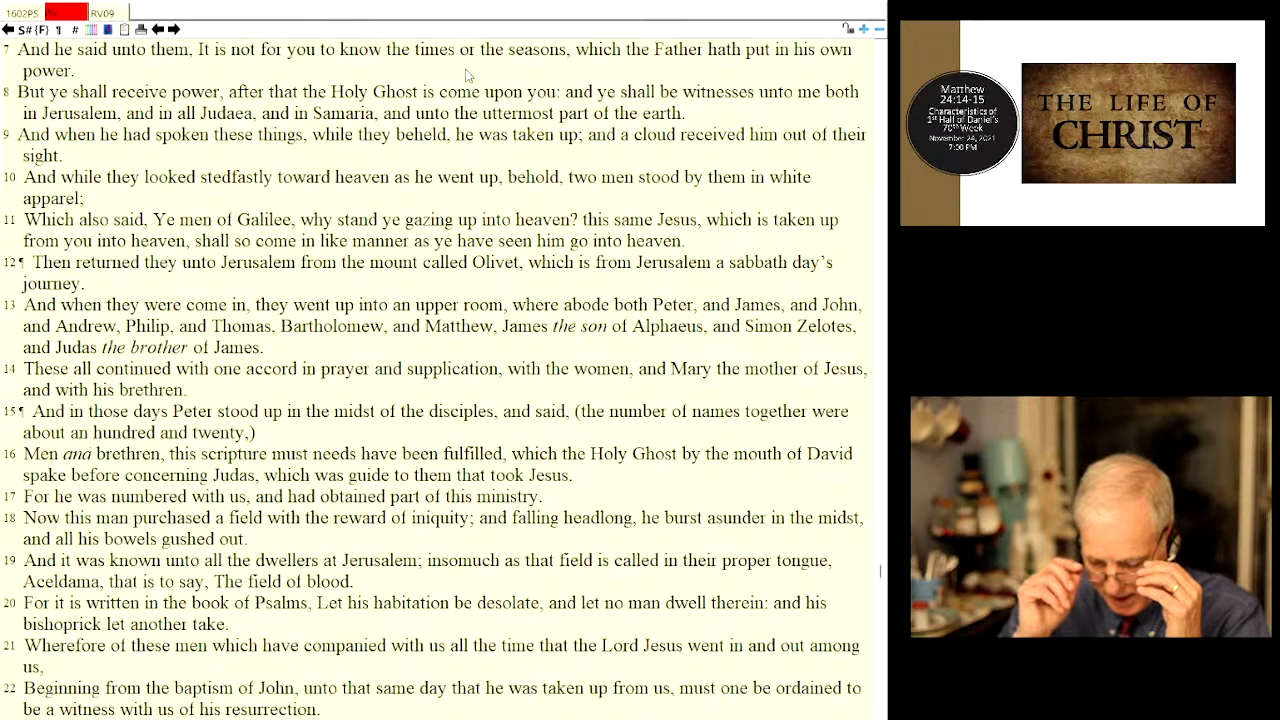 1602PS RV09
S# {F} ¶ #
7 And he said unto them, It is not for you to know the times or the seasons, which the Father hath put in his own
power.
8 But ye shall receive power, after that the Holy Ghost is come upon you: and ye shall be witnesses unto me both
in Jerusalem, and in all Judaea, and in Samaria, and unto the uttermost part of the earth.
9 And when he had spoken these things, while they beheld, he was taken up; and a cloud received him out of their
sight.
10 And while they looked stedfastly toward heaven as he went up, behold, two men stood by them in white
apparel;
11 Which also said, Ye men of Galilee, why stand ye gazing up into heaven? this same Jesus, which is taken up
from you into heaven, shall so come in like manner as ye have seen him go into heaven.
12¶ Then returned they unto Jerusalem from the mount called Olivet, which is from Jerusalem a sabbath day’s
journey.
13 And when they were come in, they went up into an upper room, where abode both Peter, and James, and John,
and Andrew, Philip, and Thomas, Bartholomew, and Matthew, James the son of Alphaeus, and Simon Zelotes,
and Judas the brother of James.
14 These all continued with one accord in prayer and supplication, with the women, and Mary the mother of Jesus,
and with his brethren.
15¶ And in those days Peter stood up in the midst of the disciples, and said, (the number of names together were
about an hundred and twenty,)
16 Men and brethren, this scripture must needs have been fulfilled, which the Holy Ghost by the mouth of David
spake before concerning Judas, which was guide to them that took Jesus.
17 For he was numbered with us, and had obtained part of this ministry.
18 Now this man purchased a field with the reward of iniquity; and falling headlong, he burst asunder in the midst,
and all his bowels gushed out.
19 And it was known unto all the dwellers at Jerusalem; insomuch as that field is called in their proper tongue,
Aceldama, that is to say, The field of blood.
20 For it is written in the book of Psalms, Let his habitation be desolate, and let no man dwell therein: and his
bishoprick let another take.
21 Wherefore of these men which have companied with us all the time that the Lord Jesus went in and out among
us,
22 Beginning from the baptism of John, unto that same day that he was taken up from us, must one be ordained to
be a witness with us of his resurrection.
Matthew
24:14-15
Characteristics of
1st Half of Daniel's
70th Week
November 24, 2021
7:00 PM
THE LIFE OF
CHRIST